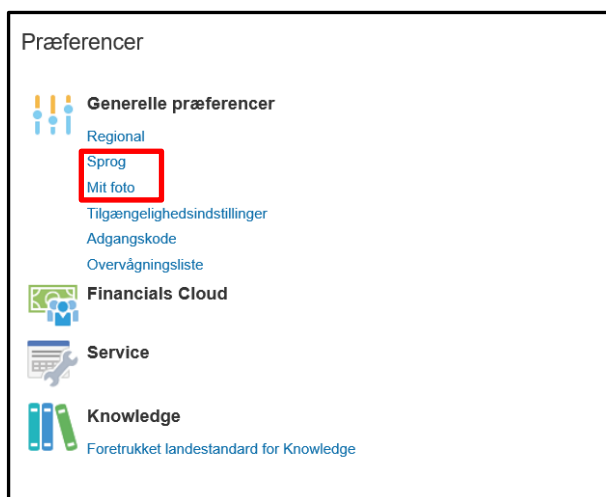 Præferencer
Generelle præferencer
Regional
Sprog
Mit foto
Tilgængelighedsindstillinger
Adgangskode
Overvågningsliste
Financials Cloud
Service
Knowledge
Foretrukket landestandard for Knowledge